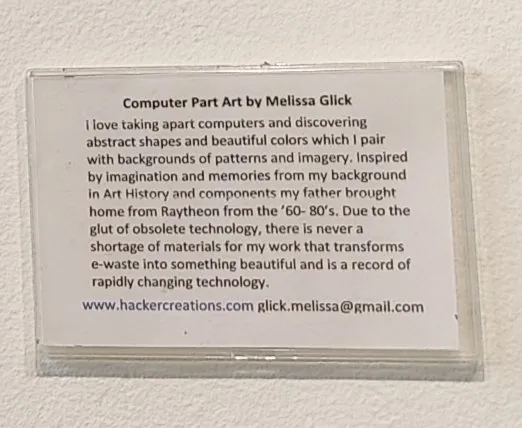 Computer Part Art by Melissa Glick
i love taking apart computers and discovering
abstract shapes and beautiful colors which I pair
with backgrounds of patterns and imagery. Inspired
by imagination and memories from my background
in Art History and components my father brought
home from Raytheon from the '60- 80's. Due to the
glut of obsolete technology, there is never a
shortage of materials for my work that transforms
e-waste into something beautiful and is a record of
rapidly changing technology.
www.hackercreations.com glick.melissa@gmail.com